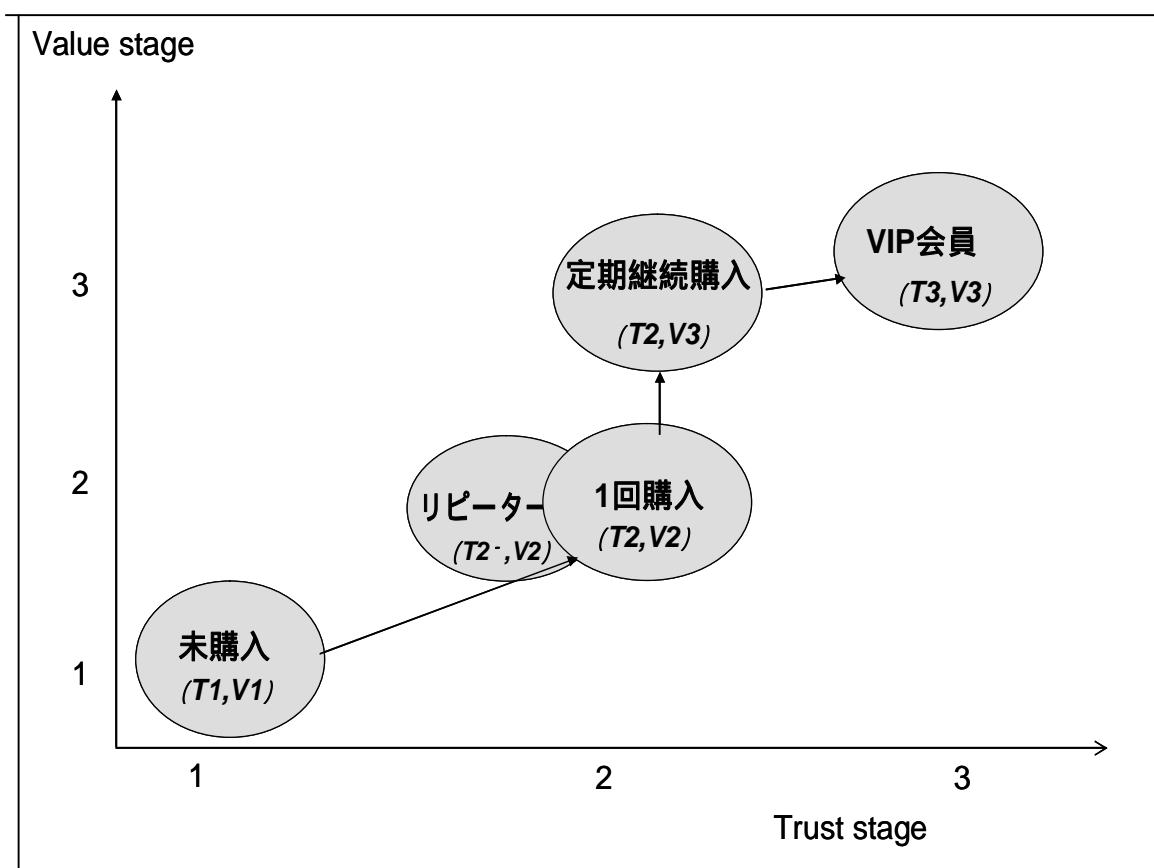 Value stage
VIP会員
(T3,V3)
定期継続購入
(T2,V3)
3
リピーター
(T2-,V2)
1回購入
(T2,V2)
2
未購入
(T1,V1)
1
1
2
3
Trust stage